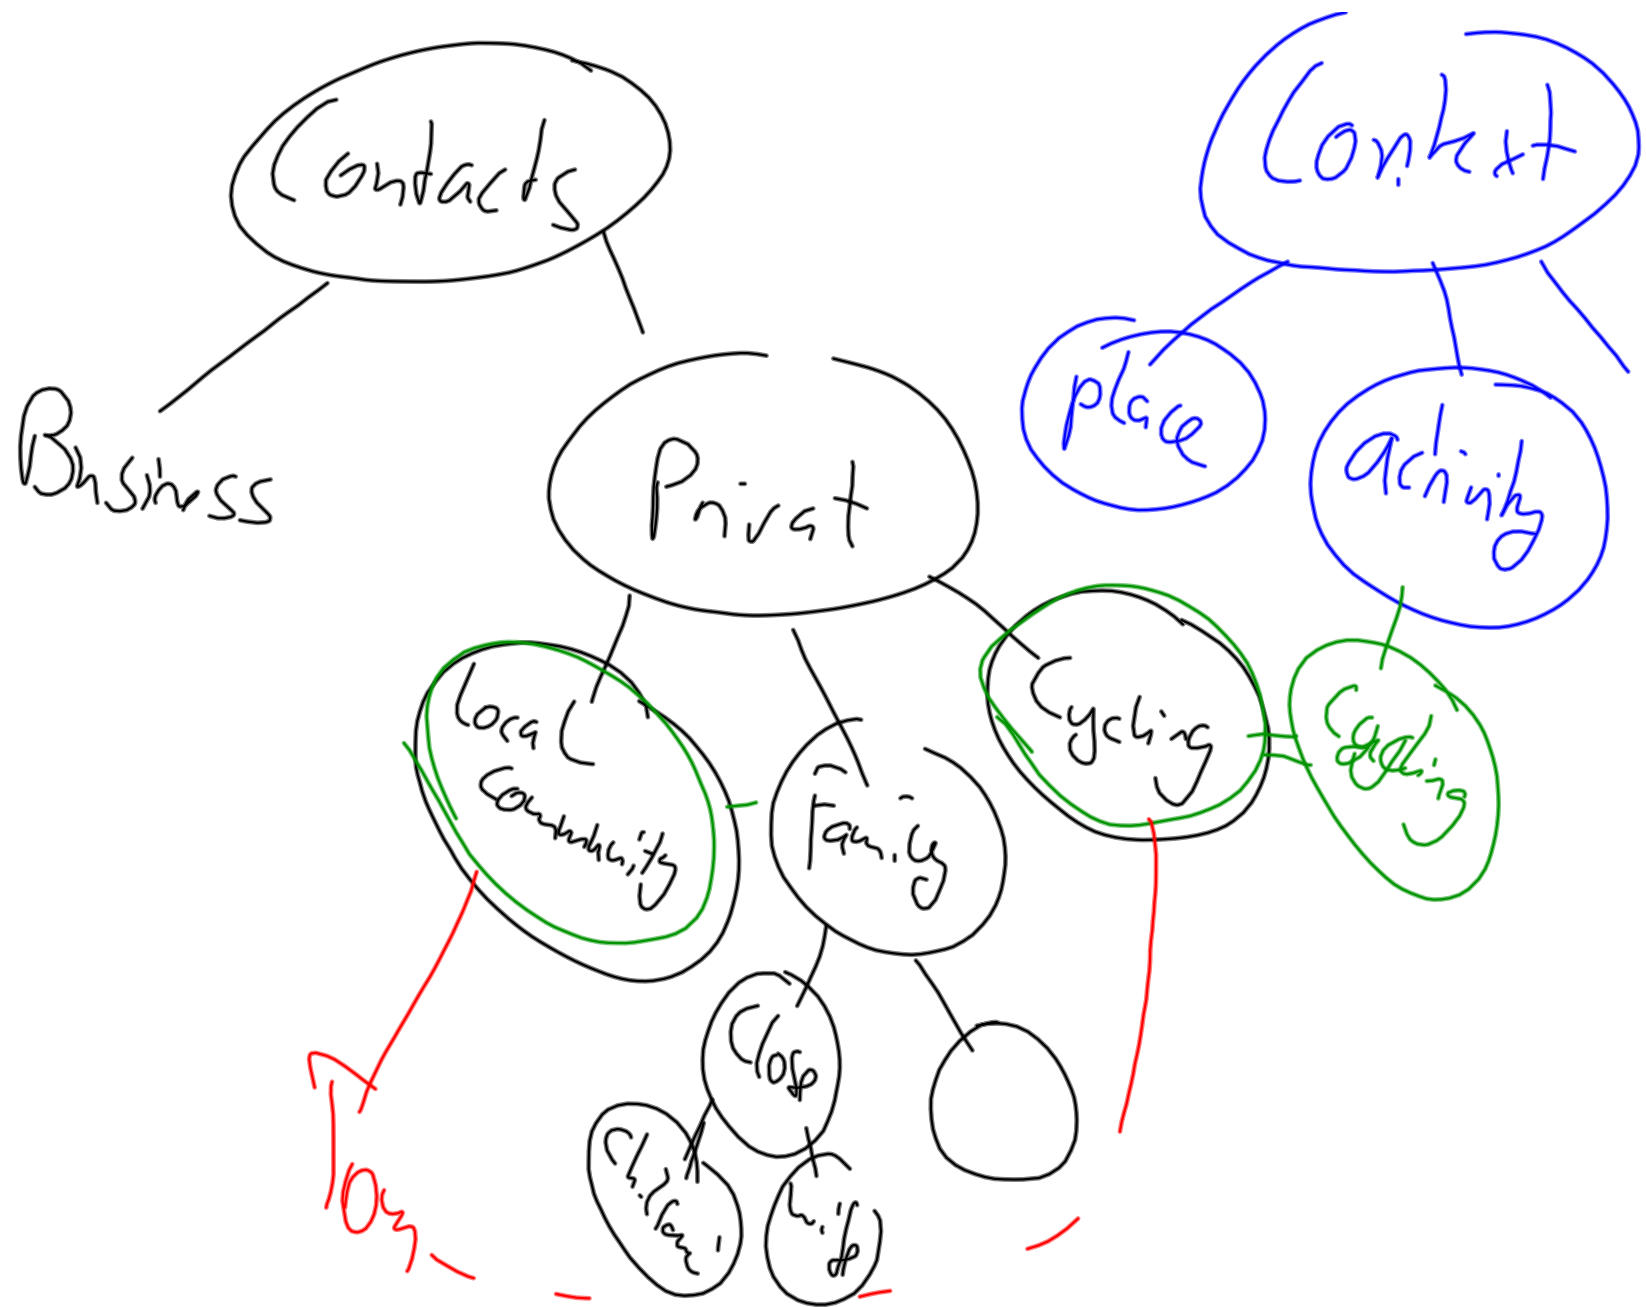 Contacts
Context
Business
Privat
place
activity
Local
Community
Family
Cycling
Cycling
Close
Children
Wife
Tom